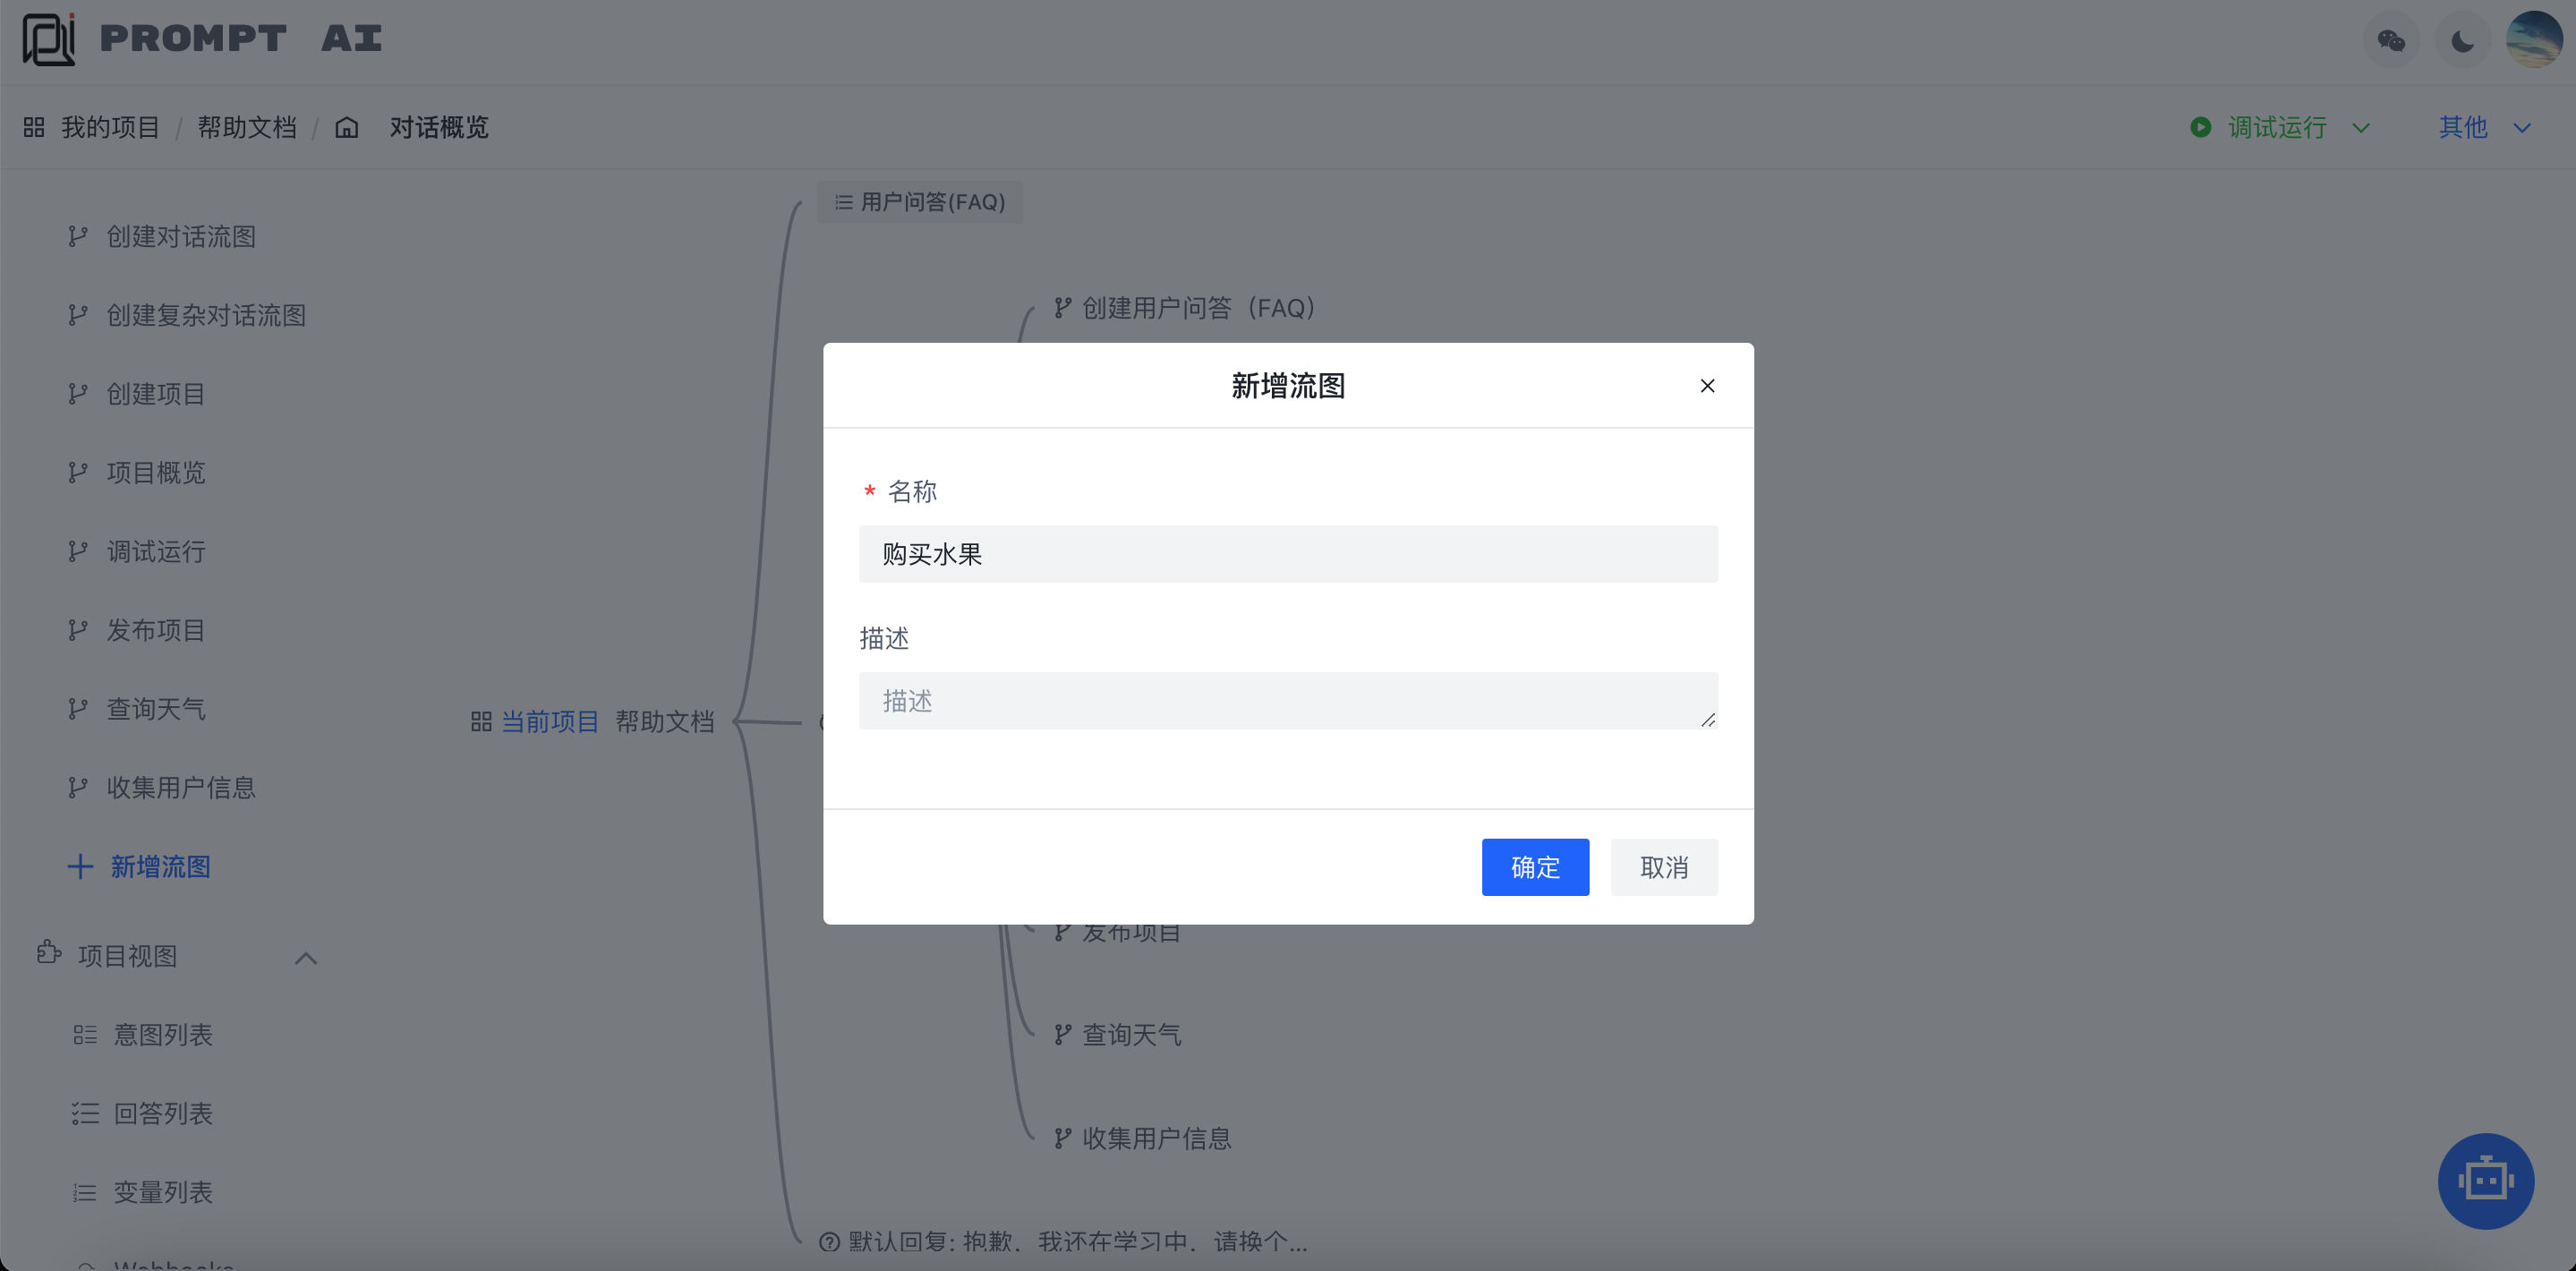 PROMPT AI
我的项目 / 帮助文档 / 对话概览
调试运行
其他
创建对话流图
创建复杂对话流图
创建项目
项目概览
调试运行
发布项目
查询天气
收集用户信息
新增流图
项目视图
意图列表
回答列表
变量列表
Webhooks
当前项目 帮助文档
用户问答(FAQ)
创建用户问答（FAQ）
新增流图
* 名称
购买水果
描述
描述
确定
取消
发布项目
查询天气
收集用户信息
默认回复: 抱歉，我还在学习中，请换个...